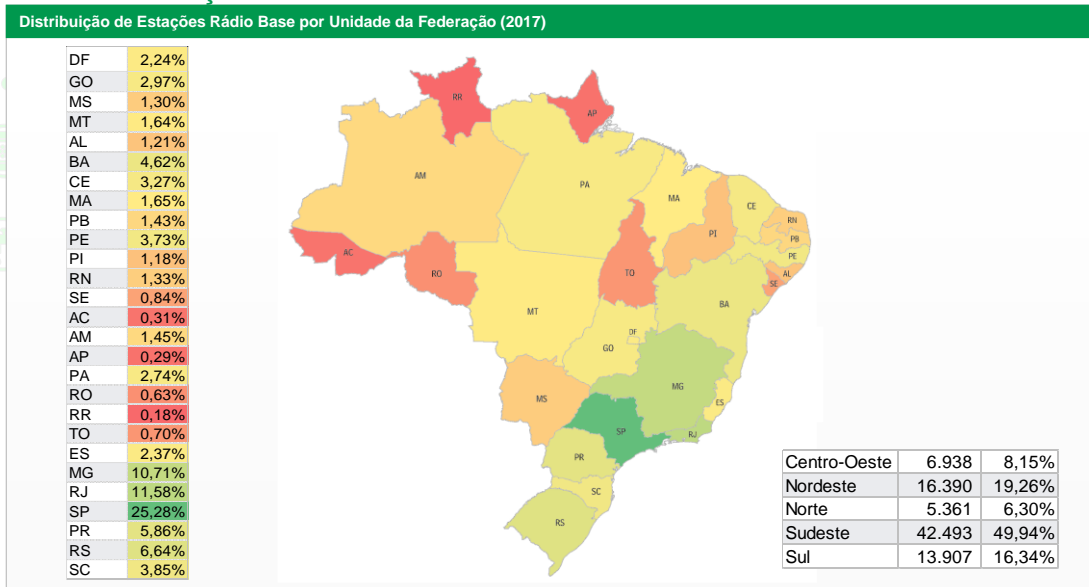 Distribuição de Estações Rádio Base por Unidade da Federação (2017)
DF 2,24%
GO 2,97%
MS 1,30%
MT 1,64%
AL 1,21%
BA 4,62%
CE 3,27%
MA 1,65%
PB 1,43%
PE 3,73%
PI 1,18%
RN 1,33%
SE 0,84%
AC 0,31%
AM 1,45%
AP 0,29%
PA 2,74%
RO 0,63%
RR 0,18%
TO 0,70%
ES 2,37%
MG 10,71%
RJ 11,58%
SP 25,28%
PR 5,86%
RS 6,64%
SC 3,85%
RR
AP
AM
PA
MA
CE
RN
PB
PE
PI
AL
SE
AC
RO
TO
BA
MT
DF
GO
MG
MS
ES
SP
RJ
PR
SC
RS
Centro-Oeste 6.938 8,15%
Nordeste 16.390 19,26%
Norte 5.361 6,30%
Sudeste 42.493 49,94%
Sul 13.907 16,34%